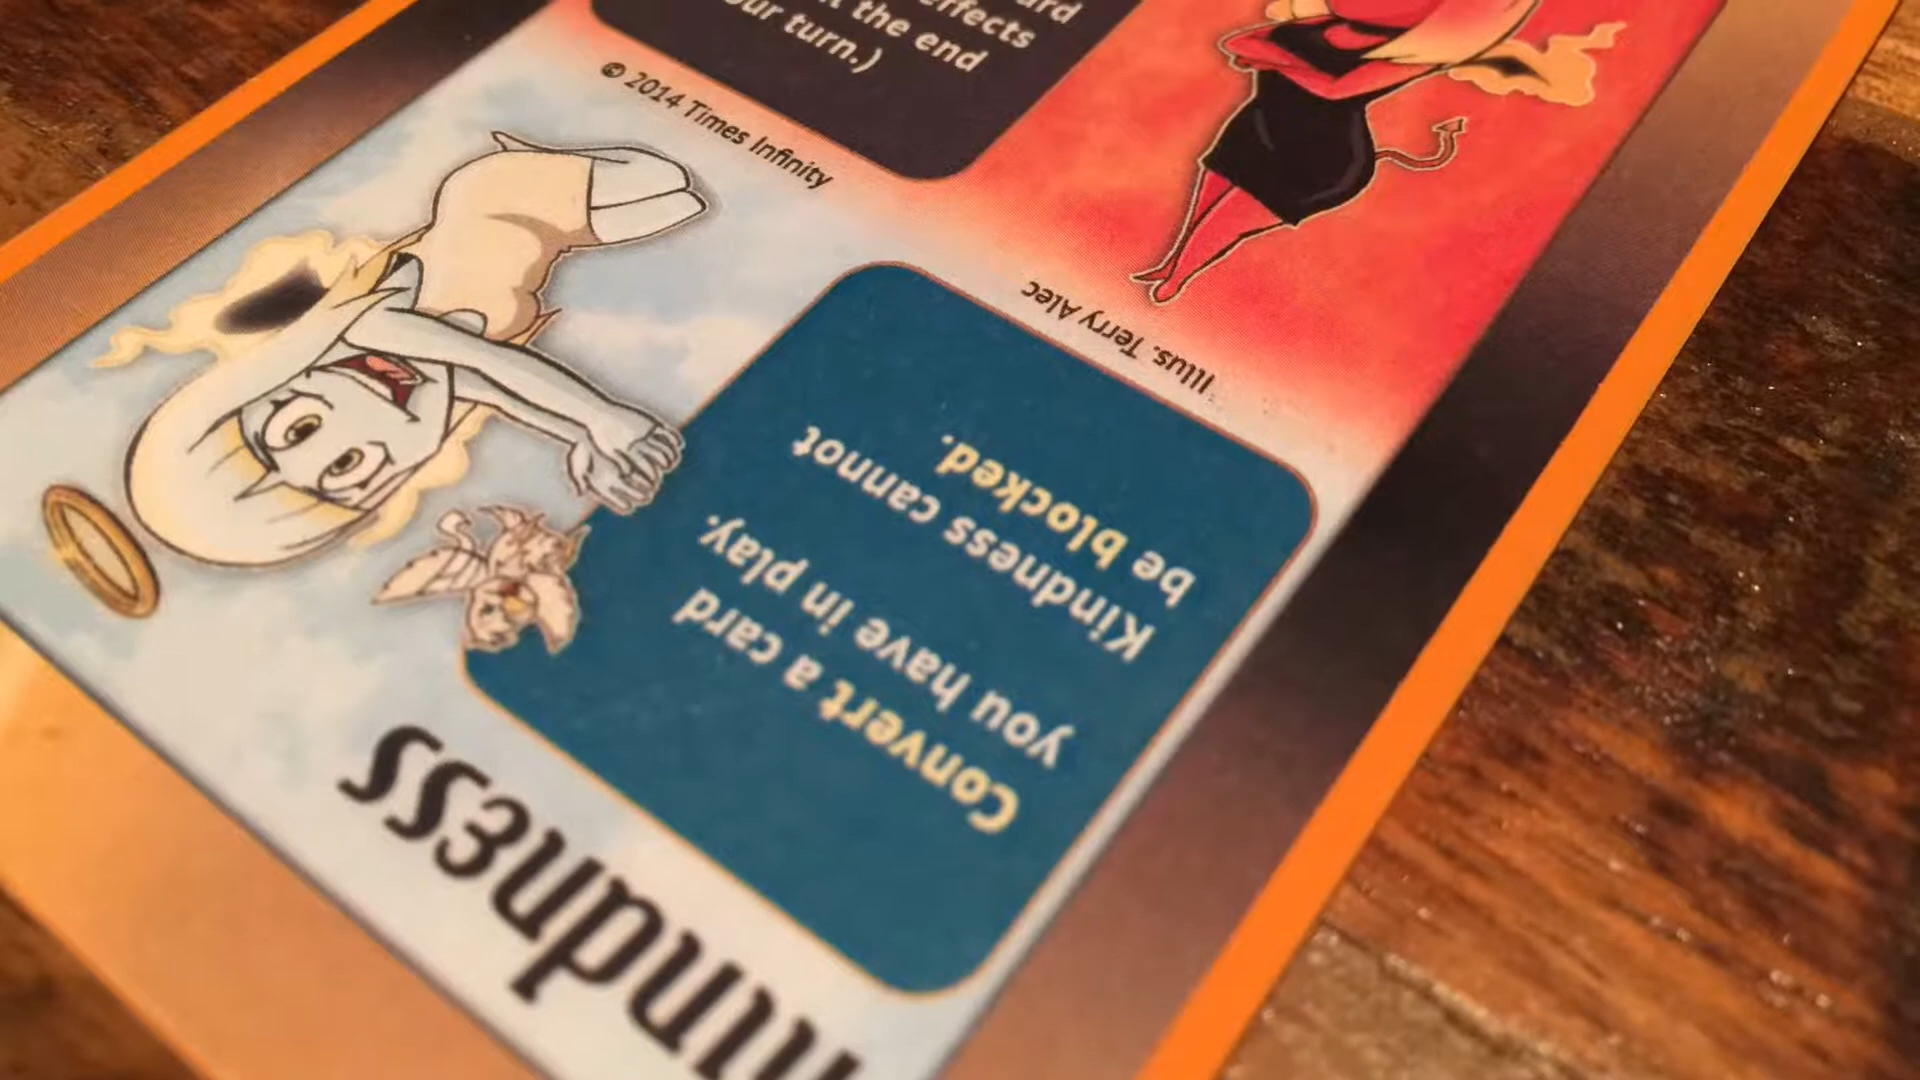 effects
the end
our turn.)
© 2014 Times Infinity
Illus. Terry Alec
Convert a card
you have in play.
Kindness cannot
be blocked.